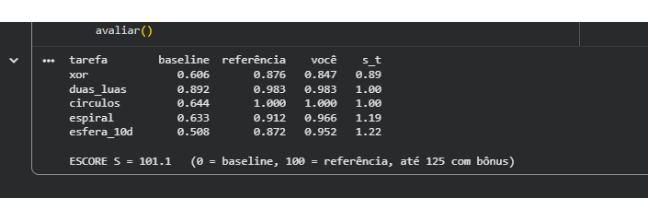 avaliar()
... tarefa baseline referência você s_t
xor 0.606 0.876 0.847 0.89
duas_luas 0.892 0.983 0.983 1.00
circulos 0.644 1.000 1.000 1.00
espiral 0.633 0.912 0.966 1.19
esfera_10d 0.508 0.872 0.952 1.22
ESCORE S = 101.1 (0 = baseline, 100 = referência, até 125 com bônus)